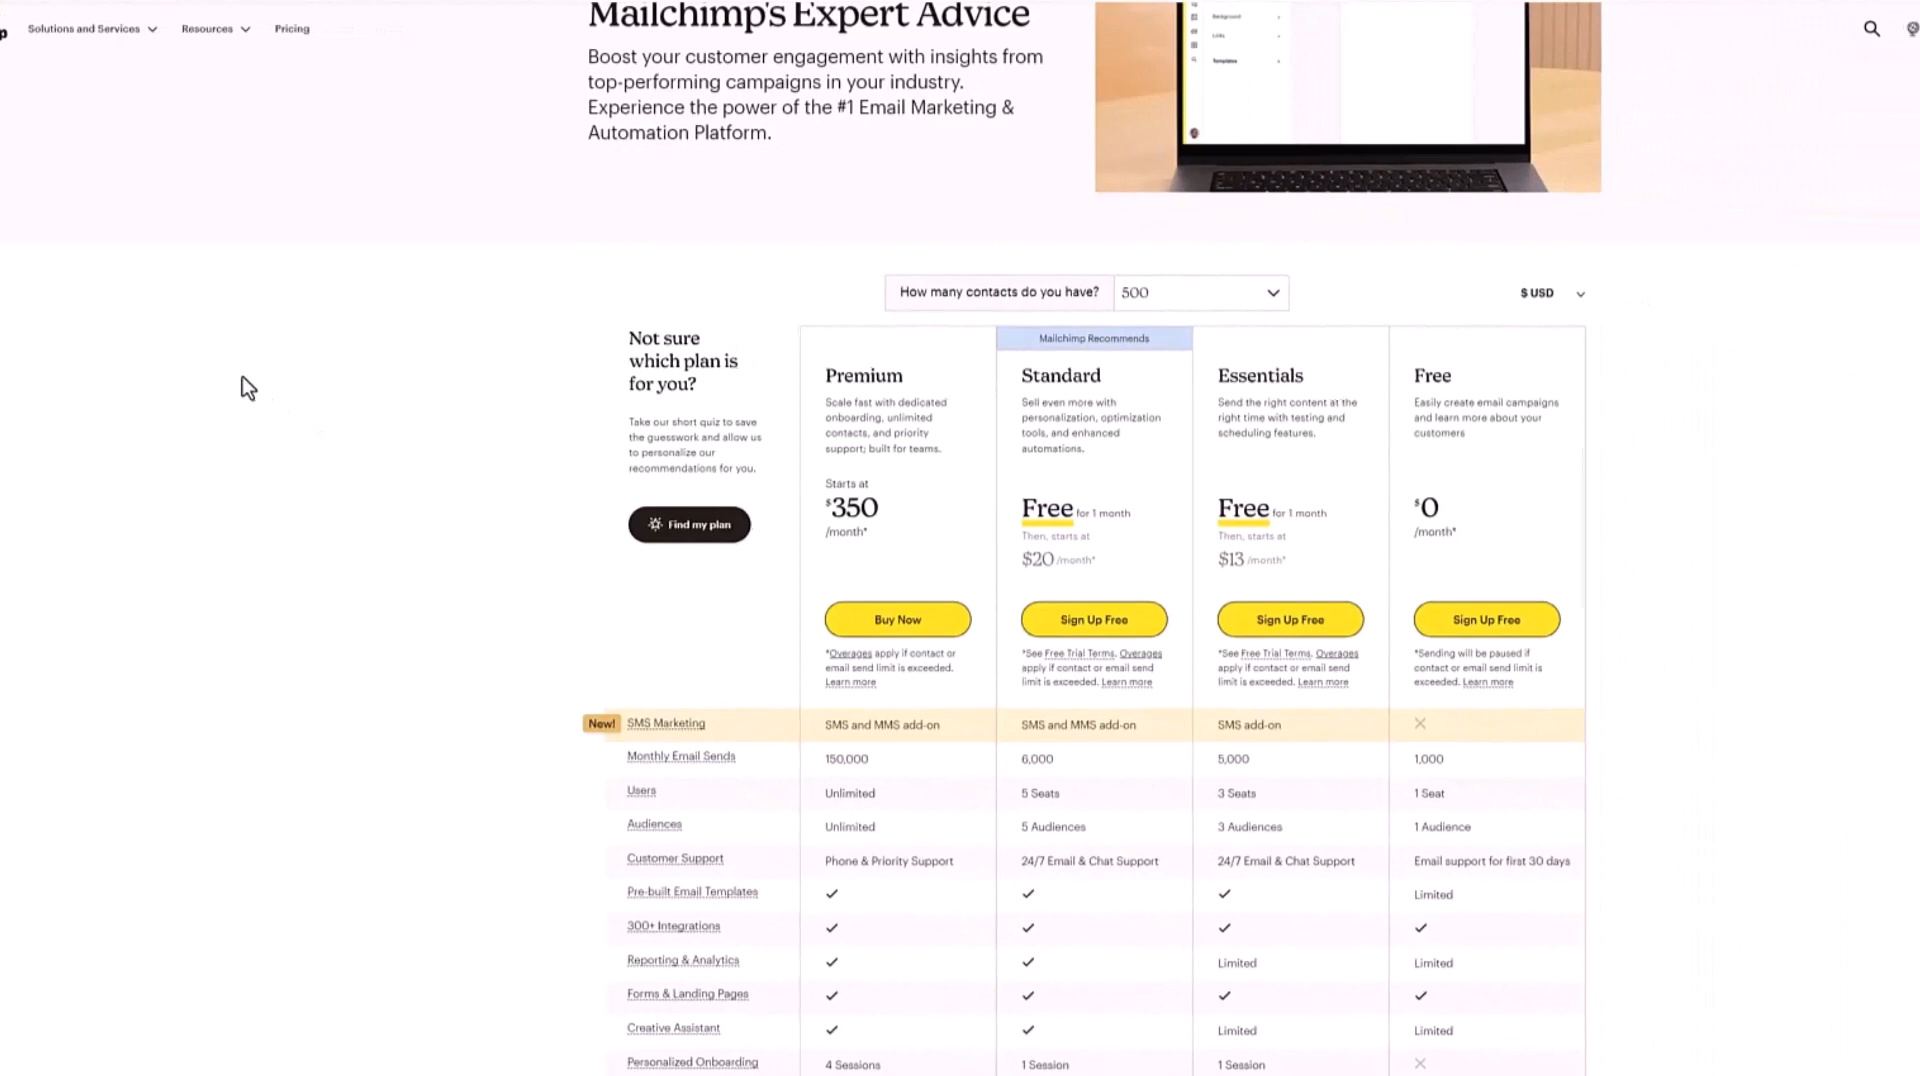 Mailchimp's Expert Advice
p
Solutions and Services
Resources
Pricing
Boost your customer engagement with insights from
top-performing campaigns in your industry.
Experience the power of the #1 Email Marketing &
Automation Platform.
Background
Links
Templates
How many contacts do you have?
500
$ USD
Not sure
which plan is
for you?
Take our short quiz to save
the guesswork and allow us
to personalize our
recommendations for you.
Find my plan
Premium
Scale fast with dedicated
onboarding, unlimited
contacts, and priority
support; built for teams.
Starts at
$350
/month*
Buy Now
*Overages apply if contact or
email send limit is exceeded.
Learn more
Mailchimp Recommends
Standard
Sell even more with
personalization, optimization
tools, and enhanced
automations.
Free for 1 month
Then, starts at
$20 /month*
Sign Up Free
*See Free Trial Terms. Overages
apply if contact or email send
limit is exceeded. Learn more
Essentials
Send the right content at the
right time with testing and
scheduling features.
Free for 1 month
Then, starts at
$13 /month*
Sign Up Free
*See Free Trial Terms. Overages
apply if contact or email send
limit is exceeded. Learn more
Free
Easily create email campaigns
and learn more about your
customers
$0
/month*
Sign Up Free
*Sending will be paused if
contact or email send limit is
exceeded. Learn more
New! SMS Marketing SMS and MMS add-on SMS and MMS add-on SMS add-on
Monthly Email Sends 150,000 6,000 5,000 1,000
Users Unlimited 5 Seats 3 Seats 1 Seat
Audiences Unlimited 5 Audiences 3 Audiences 1 Audience
Customer Support Phone & Priority Support 24/7 Email & Chat Support 24/7 Email & Chat Support Email support for first 30 days
Pre-built Email Templates Limited
300+ Integrations
Reporting & Analytics Limited Limited
Forms & Landing Pages
Creative Assistant Limited Limited
Personalized Onboarding 4 Sessions 1 Session 1 Session